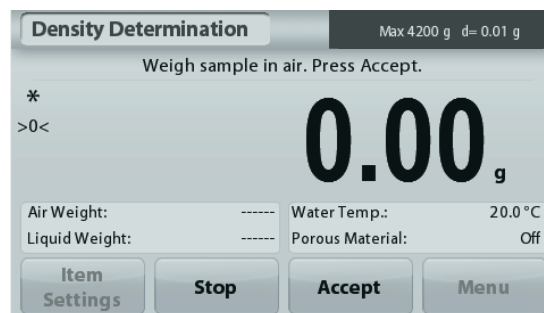 Density Determination Max 4200 g d= 0.01 g
Weigh sample in air. Press Accept.
*
>0<
0.00 g
Air Weight: ------ Water Temp.: 20.0 °C
Liquid Weight: ------ Porous Material: Off
Item Settings Stop Accept Menu